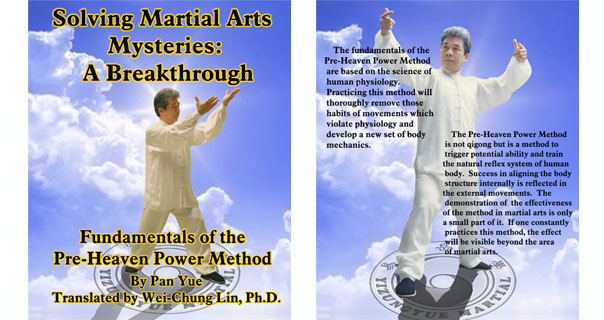 Solving Martial Arts
Mysteries:
A Breakthrough
Fundamentals of the
Pre-Heaven Power Method
By Pan Yue
Translated by Wei-Chung Lin, Ph.D.
YIZONGYUE MARTIAL
The fundamentals of the
Pre-Heaven Power Method
are based on the science of
human physiology.
Practicing this method will
thoroughly remove those
habits of movements which
violate physiology and
develop a new set of body
mechanics.
The Pre-Heaven Power Method
is not qigong but is a method to
trigger potential ability and train
the natural reflex system of human
body. Success in aligning the body
structure internally is reflected in
the external movements. The
demonstration of the effectiveness
of the method in martial arts is only
a small part of it. If one constantly
practices this method, the effect
will be visible beyond the area
of martial arts.
MARTIAL